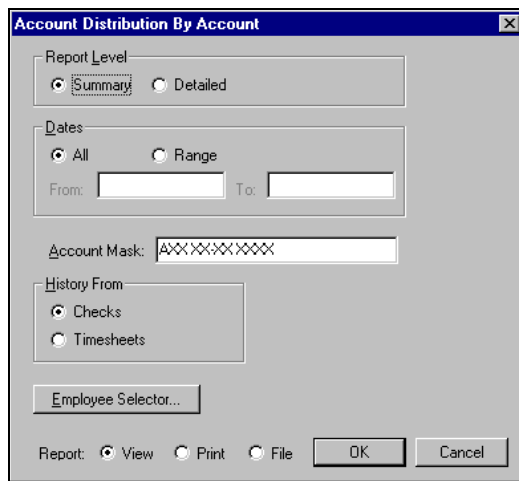 Account Distribution By Account
Report Level
Summary Detailed
Dates
All Range
From: To:
Account Mask: AXX XX-XX XXXX
History From
Checks
Timesheets
Employee Selector...
Report: View Print File OK Cancel